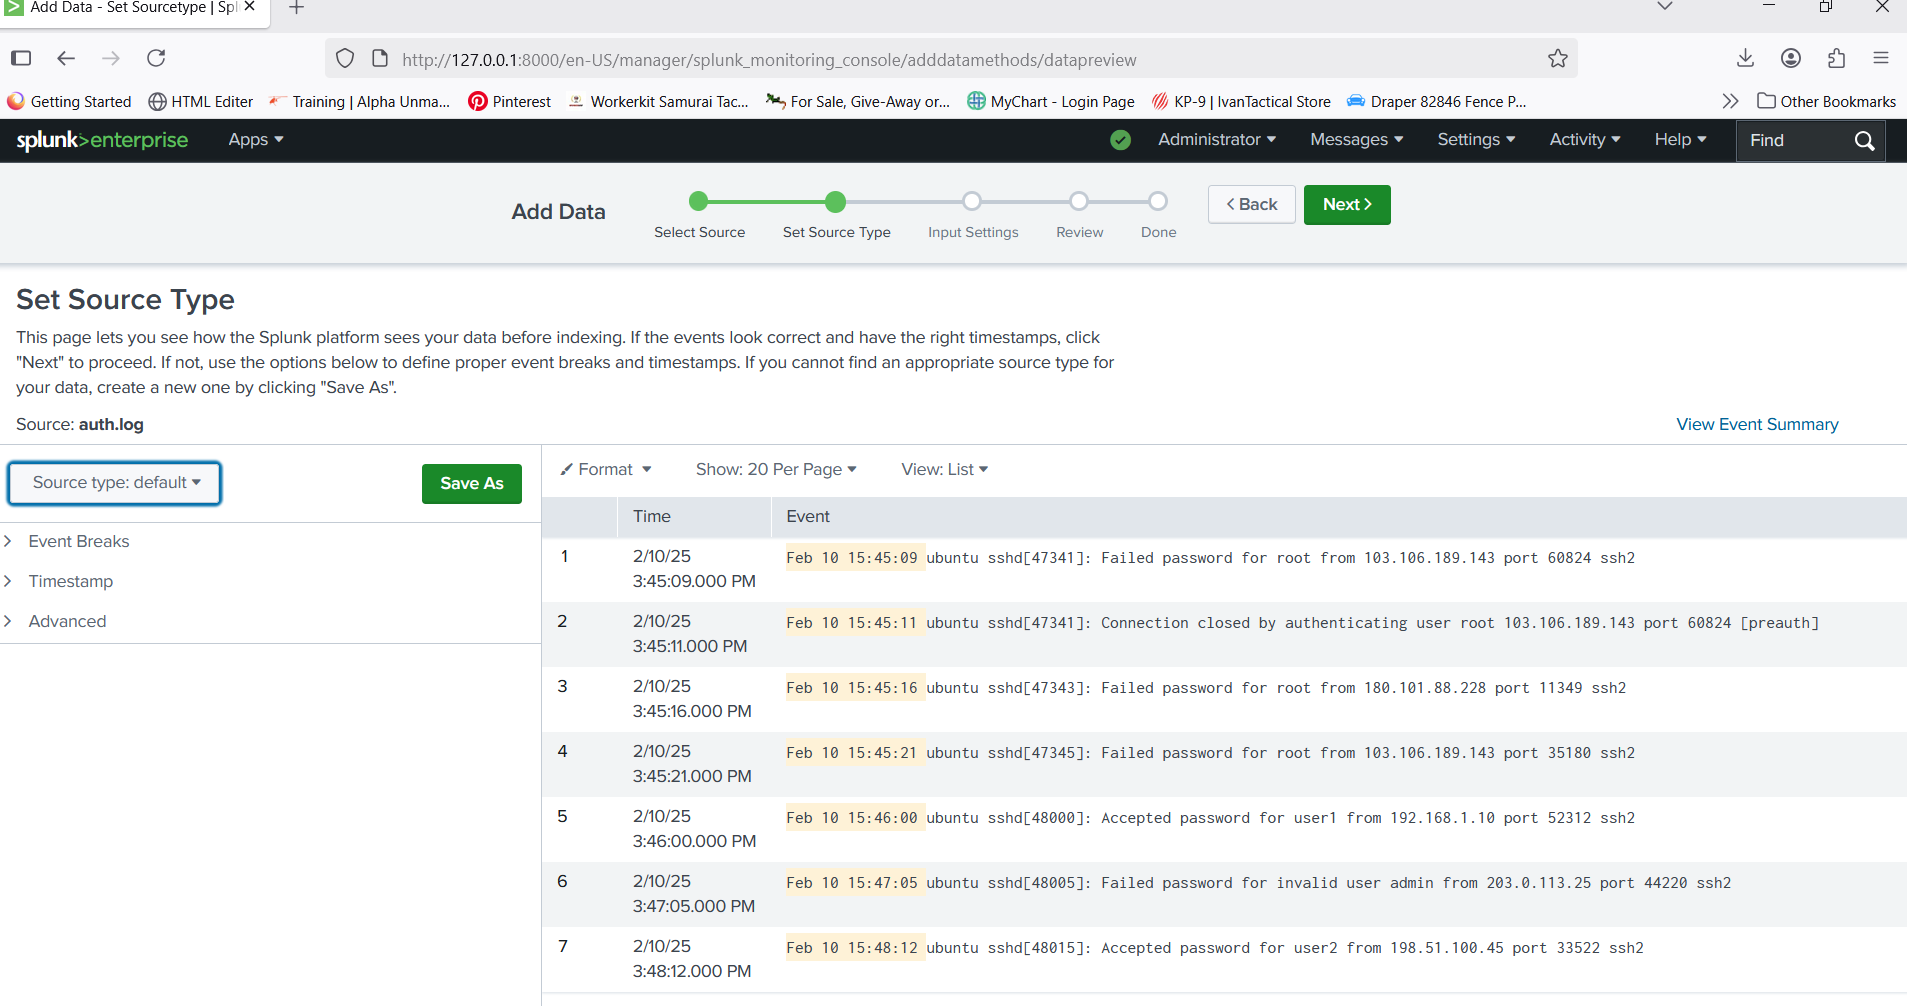 Add Data - Set Sourcetype | Spl
http://127.0.0.1:8000/en-US/manager/splunk_monitoring_console/adddatamethods/datapreview
Getting Started HTML Editer Training | Alpha Unma... Pinterest Workerkit Samurai Tac... For Sale, Give-Away or... MyChart - Login Page KP-9 | IvanTactical Store Draper 82846 Fence P... Other Bookmarks
splunk>enterprise Apps Administrator Messages Settings Activity Help Find
Add Data
Select Source Set Source Type Input Settings Review Done
< Back Next >
Set Source Type
This page lets you see how the Splunk platform sees your data before indexing. If the events look correct and have the right timestamps, click
"Next" to proceed. If not, use the options below to define proper event breaks and timestamps. If you cannot find an appropriate source type for
your data, create a new one by clicking "Save As".
Source: auth.log
View Event Summary
Source type: default
Save As
Event Breaks
Timestamp
Advanced
Format Show: 20 Per Page View: List
Time Event
1 2/10/25 Feb 10 15:45:09 ubuntu sshd[47341]: Failed password for root from 103.106.189.143 port 60824 ssh2
3:45:09.000 PM
2 2/10/25 Feb 10 15:45:11 ubuntu sshd[47341]: Connection closed by authenticating user root 103.106.189.143 port 60824 [preauth]
3:45:11.000 PM
3 2/10/25 Feb 10 15:45:16 ubuntu sshd[47343]: Failed password for root from 180.101.88.228 port 11349 ssh2
3:45:16.000 PM
4 2/10/25 Feb 10 15:45:21 ubuntu sshd[47345]: Failed password for root from 103.106.189.143 port 35180 ssh2
3:45:21.000 PM
5 2/10/25 Feb 10 15:46:00 ubuntu sshd[48000]: Accepted password for user1 from 192.168.1.10 port 52312 ssh2
3:46:00.000 PM
6 2/10/25 Feb 10 15:47:05 ubuntu sshd[48005]: Failed password for invalid user admin from 203.0.113.25 port 44220 ssh2
3:47:05.000 PM
7 2/10/25 Feb 10 15:48:12 ubuntu sshd[48015]: Accepted password for user2 from 198.51.100.45 port 33522 ssh2
3:48:12.000 PM